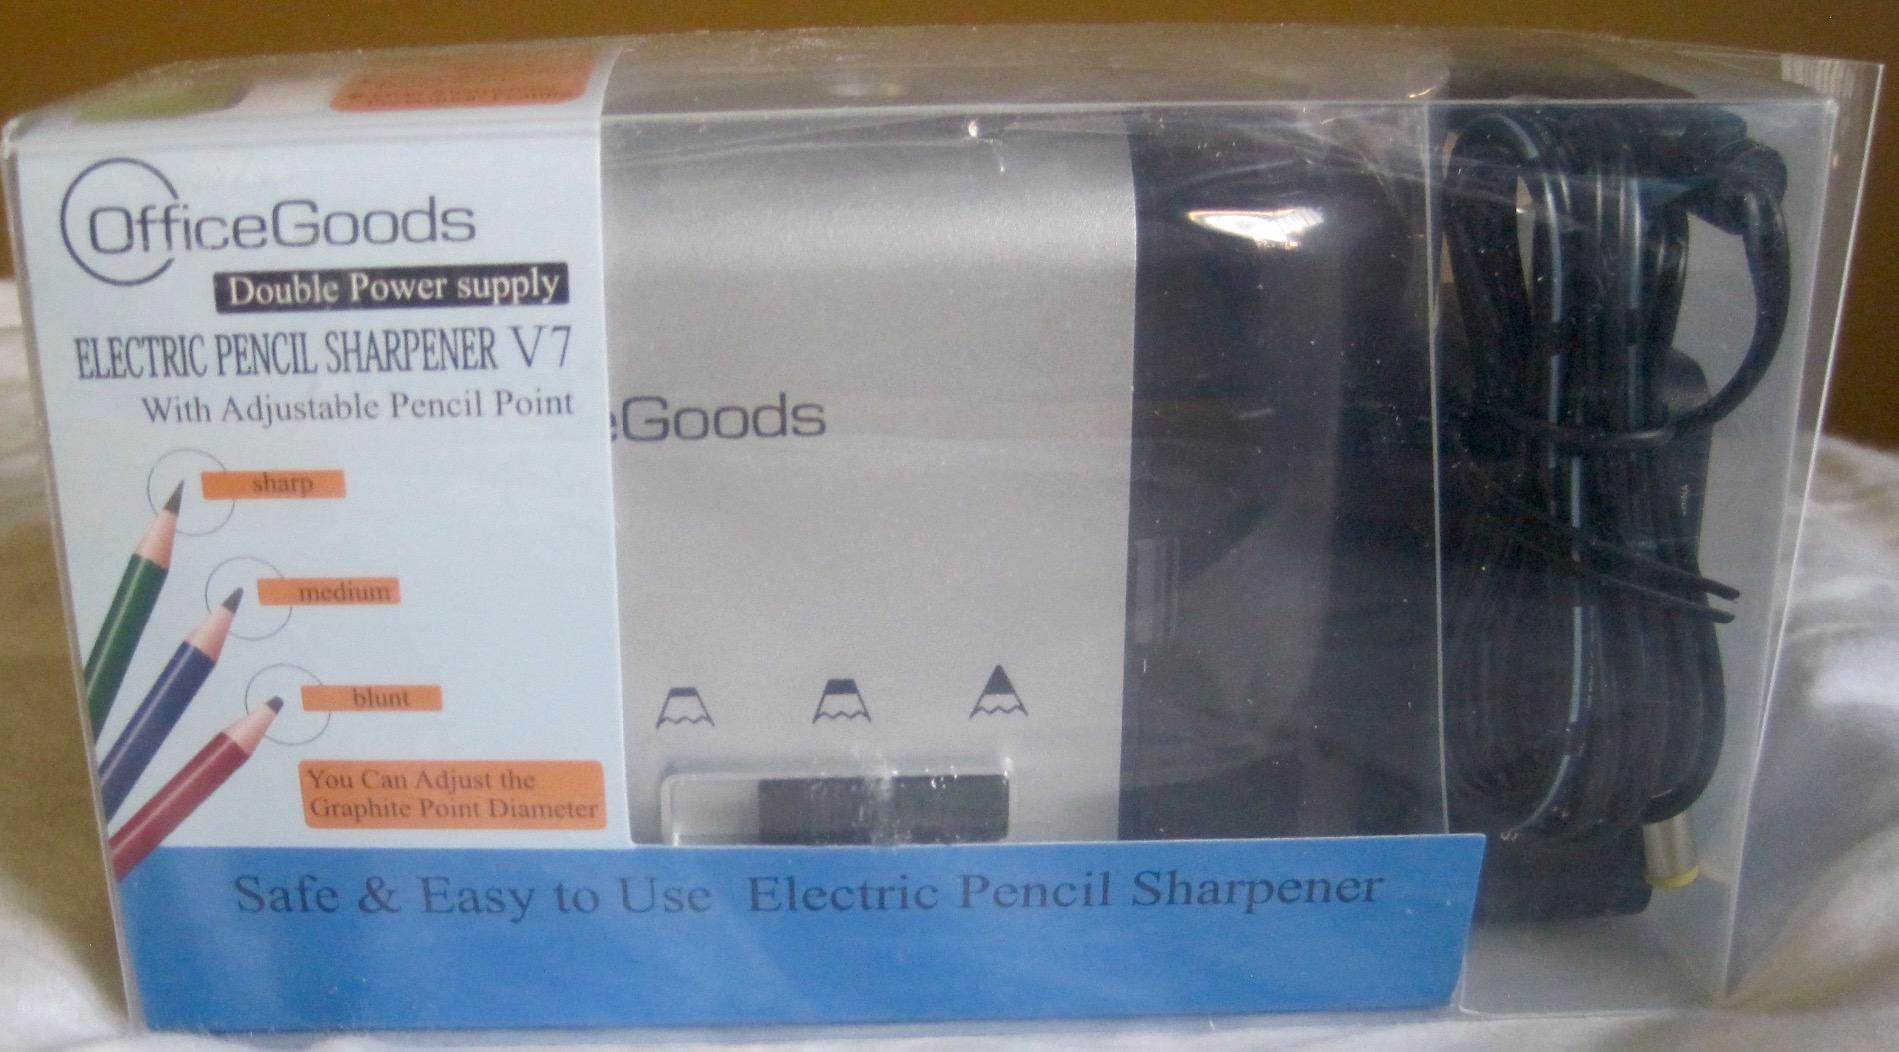 OfficeGoods
Double Power supply
ELECTRIC PENCIL SHARPENER V7
With Adjustable Pencil Point
eGoods
sharp
medium
blunt
You Can Adjust the
Graphite Point Diameter
Safe & Easy to Use Electric Pencil Sharpener